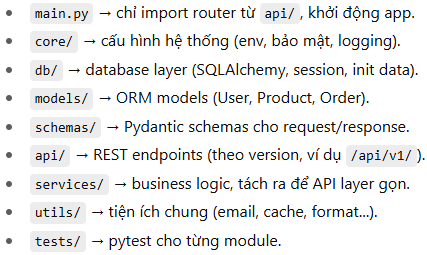 main.py → chỉ import router từ api/, khởi động app.
core/ → cấu hình hệ thống (env, bảo mật, logging).
db/ → database layer (SQLAlchemy, session, init data).
models/ → ORM models (User, Product, Order).
schemas/ → Pydantic schemas cho request/response.
api/ → REST endpoints (theo version, ví dụ /api/v1/).
services/ → business logic, tách ra để API layer gọn.
utils/ → tiện ích chung (email, cache, format...).
tests/ → pytest cho từng module.